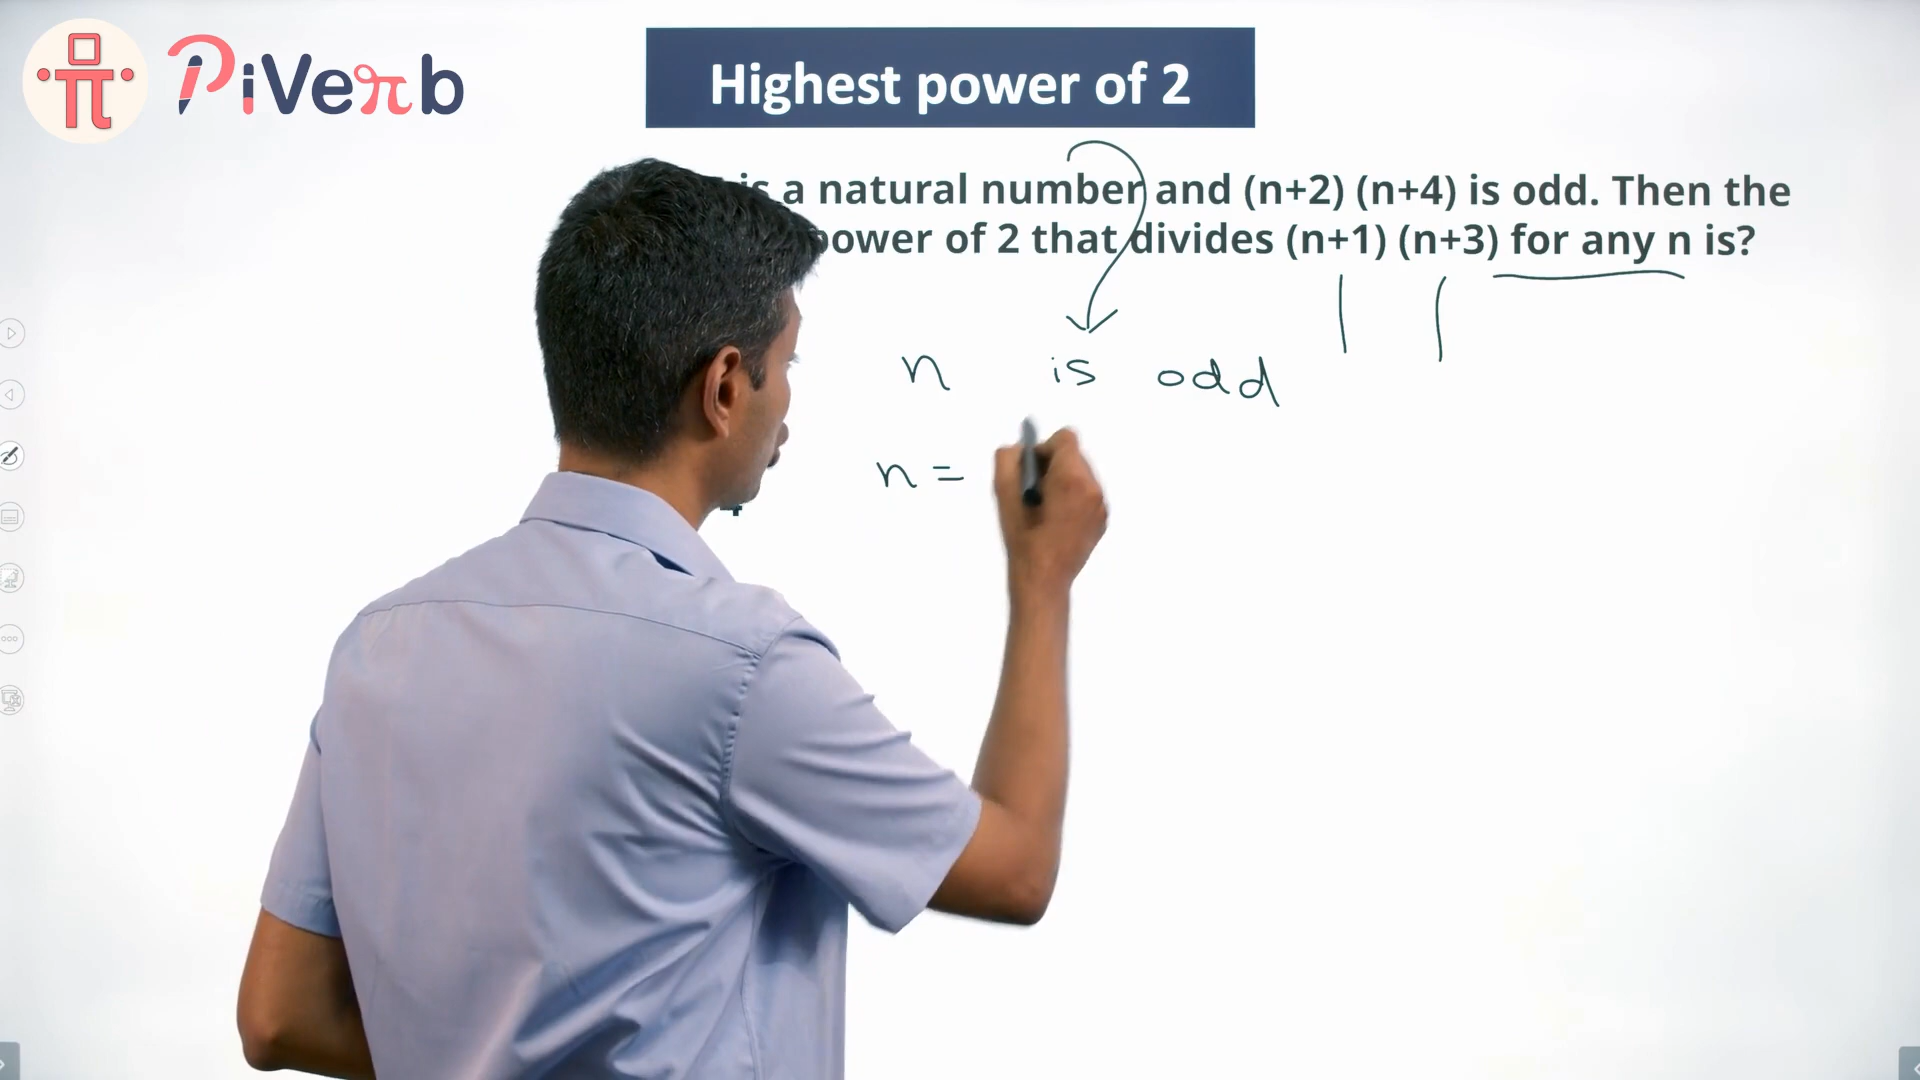 PiVerb
Highest power of 2
is a natural number and (n+2) (n+4) is odd. Then the
power of 2 that divides (n+1) (n+3) for any n is?
n is odd
n =